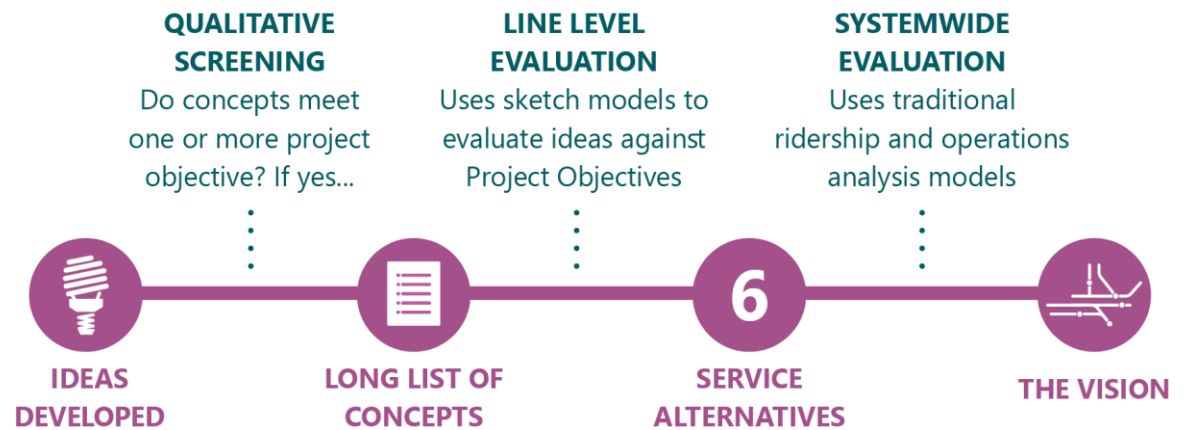 QUALITATIVE
SCREENING
Do concepts meet
one or more project
objective? If yes...
LINE LEVEL
EVALUATION
Uses sketch models to
evaluate ideas against
Project Objectives
SYSTEMWIDE
EVALUATION
Uses traditional
ridership and operations
analysis models
6
IDEAS
DEVELOPED
LONG LIST OF
CONCEPTS
SERVICE
ALTERNATIVES
THE VISION